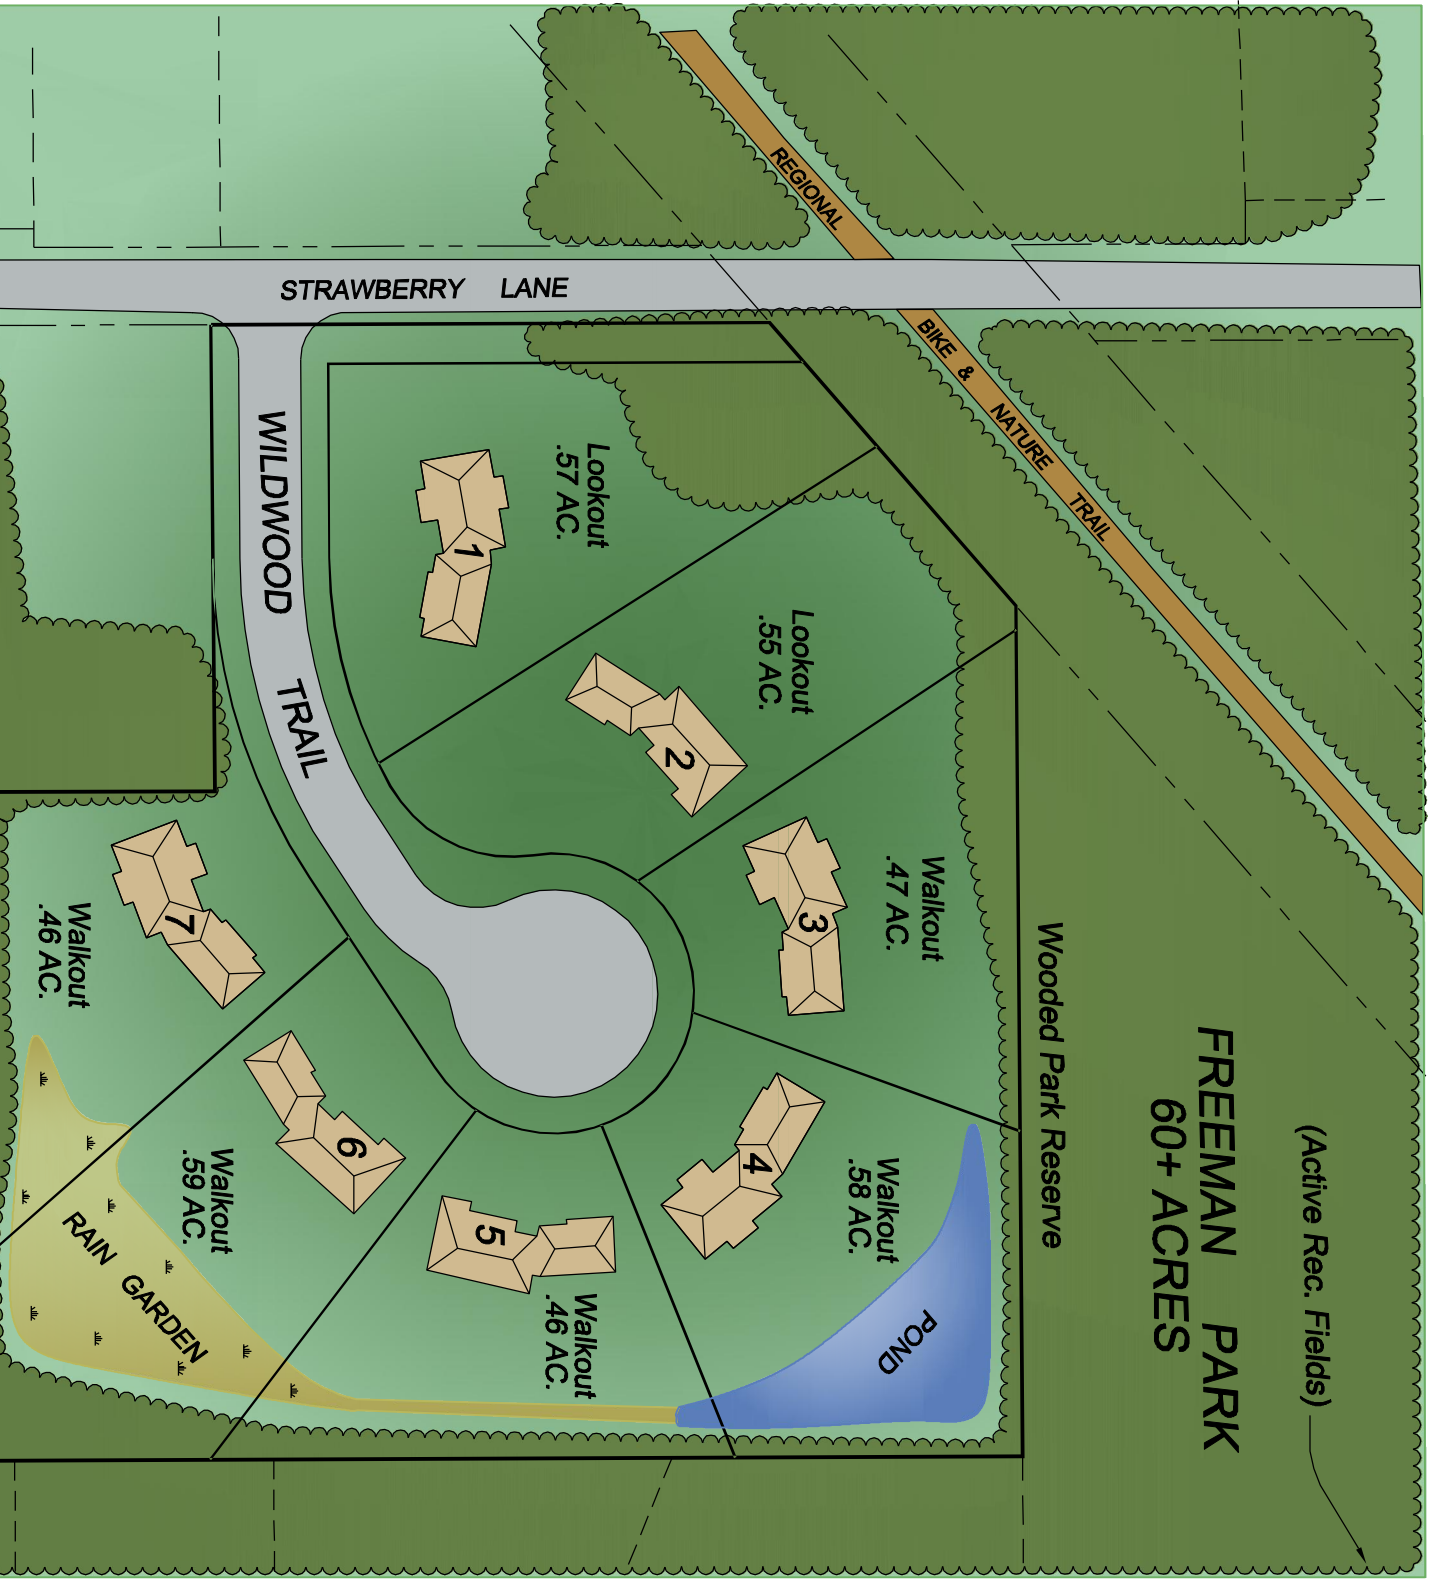 REGIONAL
BIKE &
NATURE
TRAIL
STRAWBERRY LANE
WILDWOOD
TRAIL
Lookout
.57 AC.
1
Lookout
.55 AC.
2
Walkout
.47 AC.
3
Walkout
.58 AC.
4
Walkout
.46 AC.
5
Walkout
.59 AC.
6
Walkout
.46 AC.
7
RAIN GARDEN
POND
Wooded Park Reserve
FREEMAN PARK
60+ ACRES
(Active Rec. Fields)